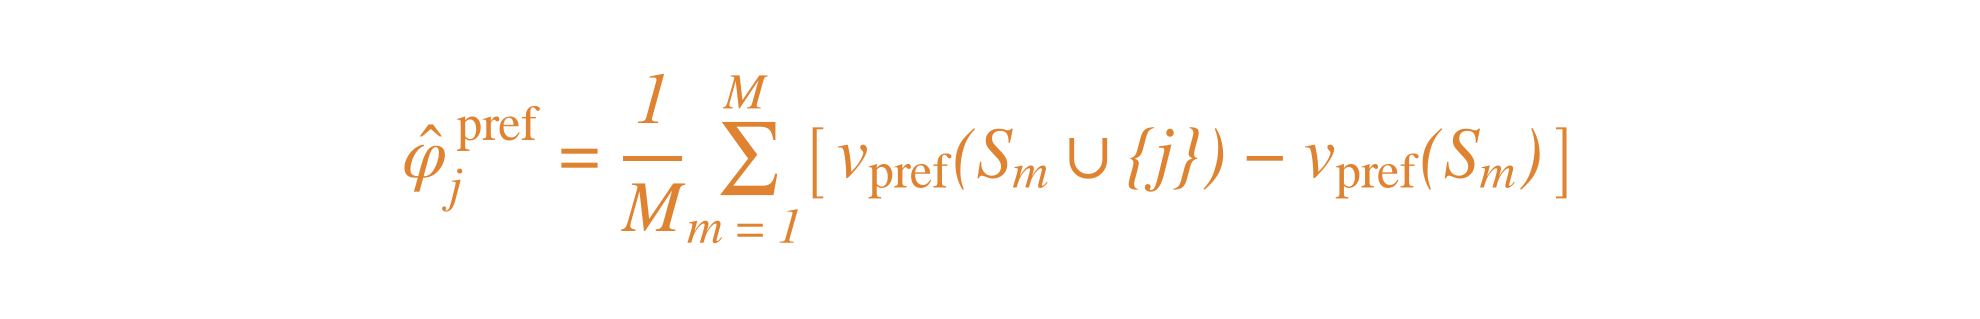 φ̂_j^pref = 1/M ∑_{m = 1}^{M} [ v_pref(S_m ∪ {j}) − v_pref(S_m) ]